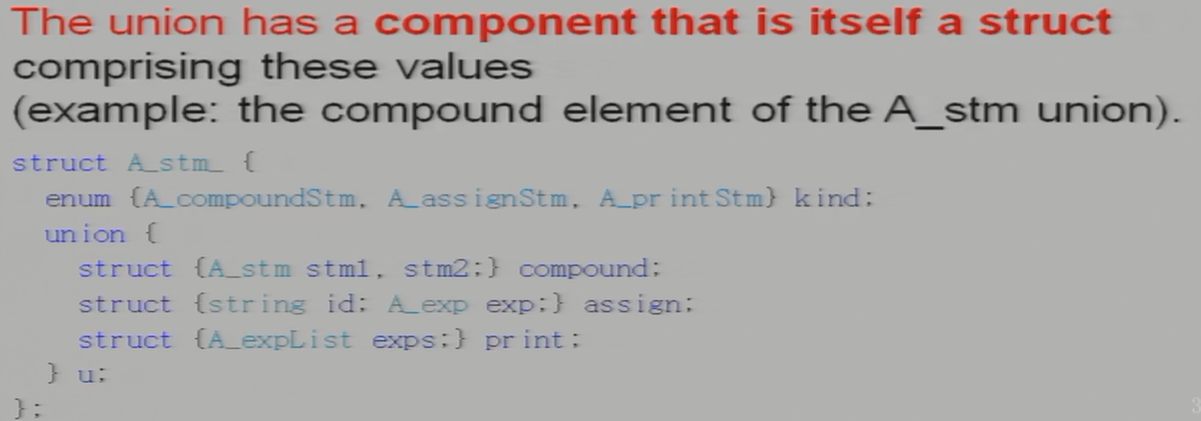 The union has a component that is itself a struct
comprising these values
(example: the compound element of the A_stm union).
struct A_stm_ {
enum {A_compoundStm, A_assignStm, A_printStm} kind;
union {
struct {A_stm stm1, stm2;} compound;
struct {string id; A_exp exp;} assign;
struct {A_expList exps;} print;
} u;
};
3